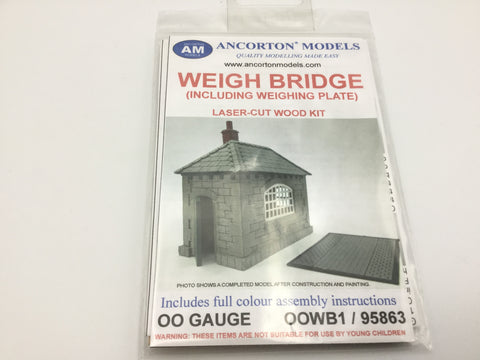 AM
ANCORTON® MODELS
QUALITY MODELLING MADE EASY
www.ancortonmodels.com
WEIGH BRIDGE
(INCLUDING WEIGHING PLATE)
LASER-CUT WOOD KIT
PHOTO SHOWS A COMPLETED MODEL AFTER CONSTRUCTION AND PAINTING.
Includes full colour assembly instructions
OO GAUGE OOWB1 / 95863
WARNING: THESE ITEMS ARE NOT SUITABLE FOR USE BY YOUNG CHILDREN